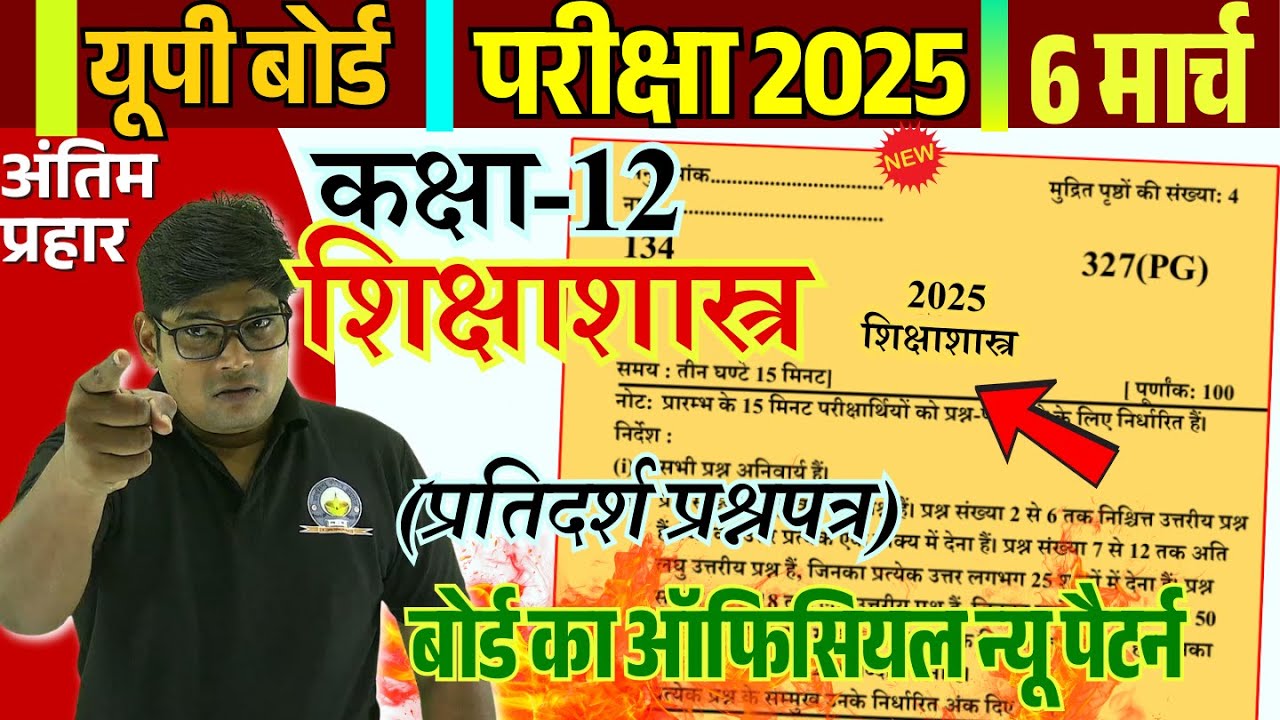 यूपी बोर्ड परीक्षा 2025 6 मार्च
अंतिम
प्रहार
कक्षा-12
शिक्षाशास्त्र
(प्रतिदर्श प्रश्नपत्र)
बोर्ड का ऑफिसियल न्यू पैटर्न
NEW
मुद्रित पृष्ठों की संख्या: 4
134
327(PG)
2025
शिक्षाशास्त्र
समय : तीन घण्टे 15 मिनट]
[ पूर्णांक: 100
नोट: प्रारम्भ के 15 मिनट परीक्षार्थियों को के लिए निर्धारित हैं।
निर्देश :
(i) सभी प्रश्न अनिवार्य हैं।
हैं। प्रश्न संख्या 2 से 6 तक निश्चित उत्तरीय प्रश्न
में देना हैं। प्रश्न संख्या 7 से 12 तक अति
लघु उत्तरीय प्रश्न हैं, जिनका प्रत्येक उत्तर लगभग 25 में देना हैं। प्रश्न
50
प्रत्येक प्रश्न के सम्मुख उनके निर्धारित अंक दिए